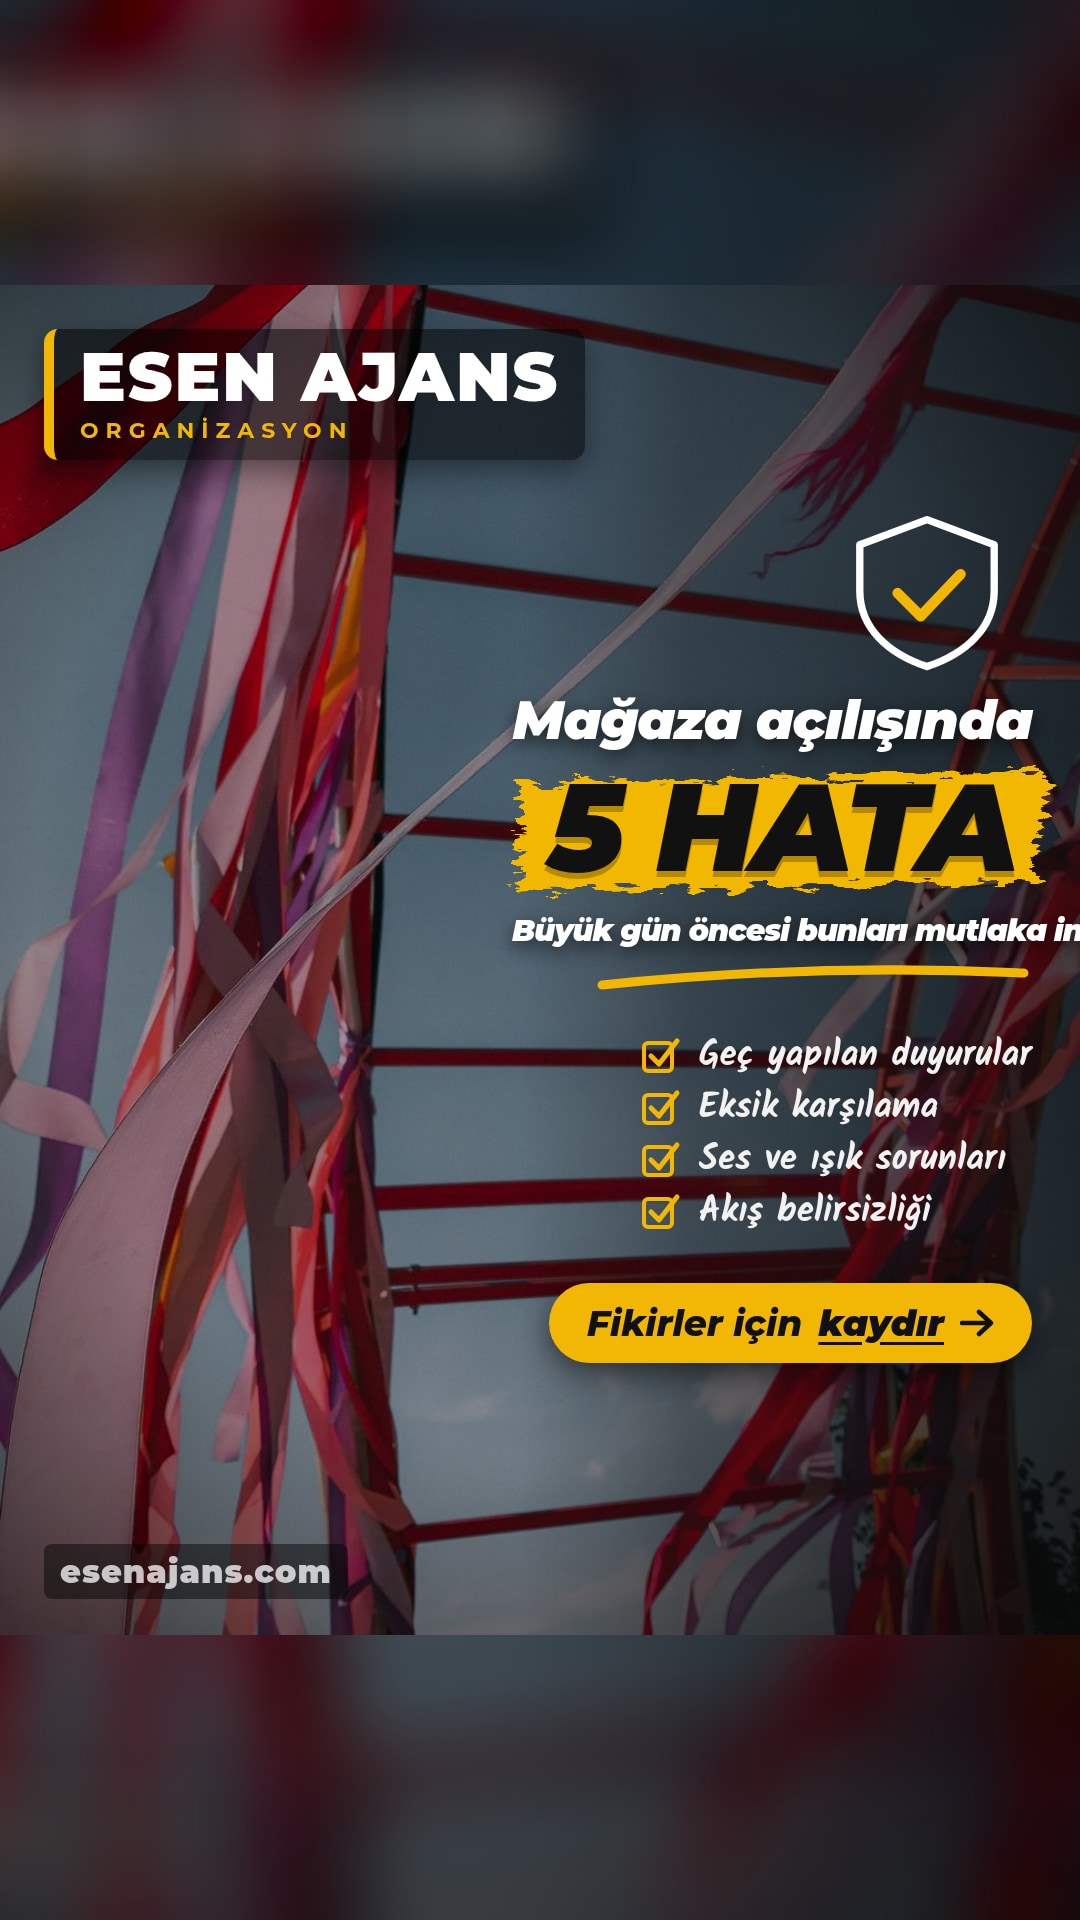 ESEN AJANS
ORGANİZASYON
Mağaza açılışında
5 HATA
Büyük gün öncesi bunları mutlaka
Geç yapılan duyurular
Eksik karşılama
Ses ve ışık sorunları
Akış belirsizliği
Fikirler için kaydır →
esenajans.com